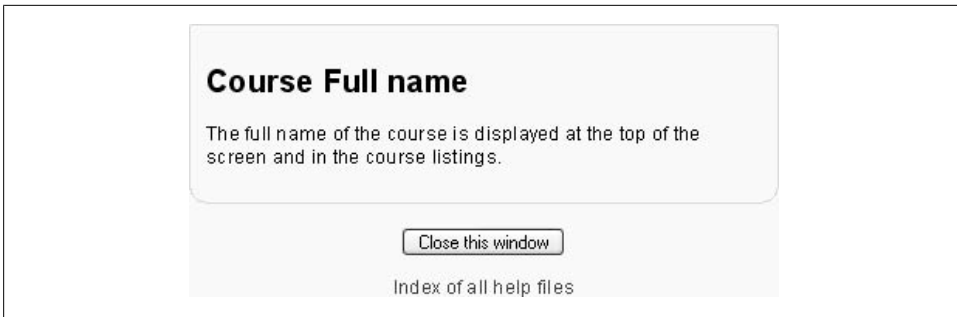 Course Full name
The full name of the course is displayed at the top of the
screen and in the course listings.
Close this window
Index of all help files